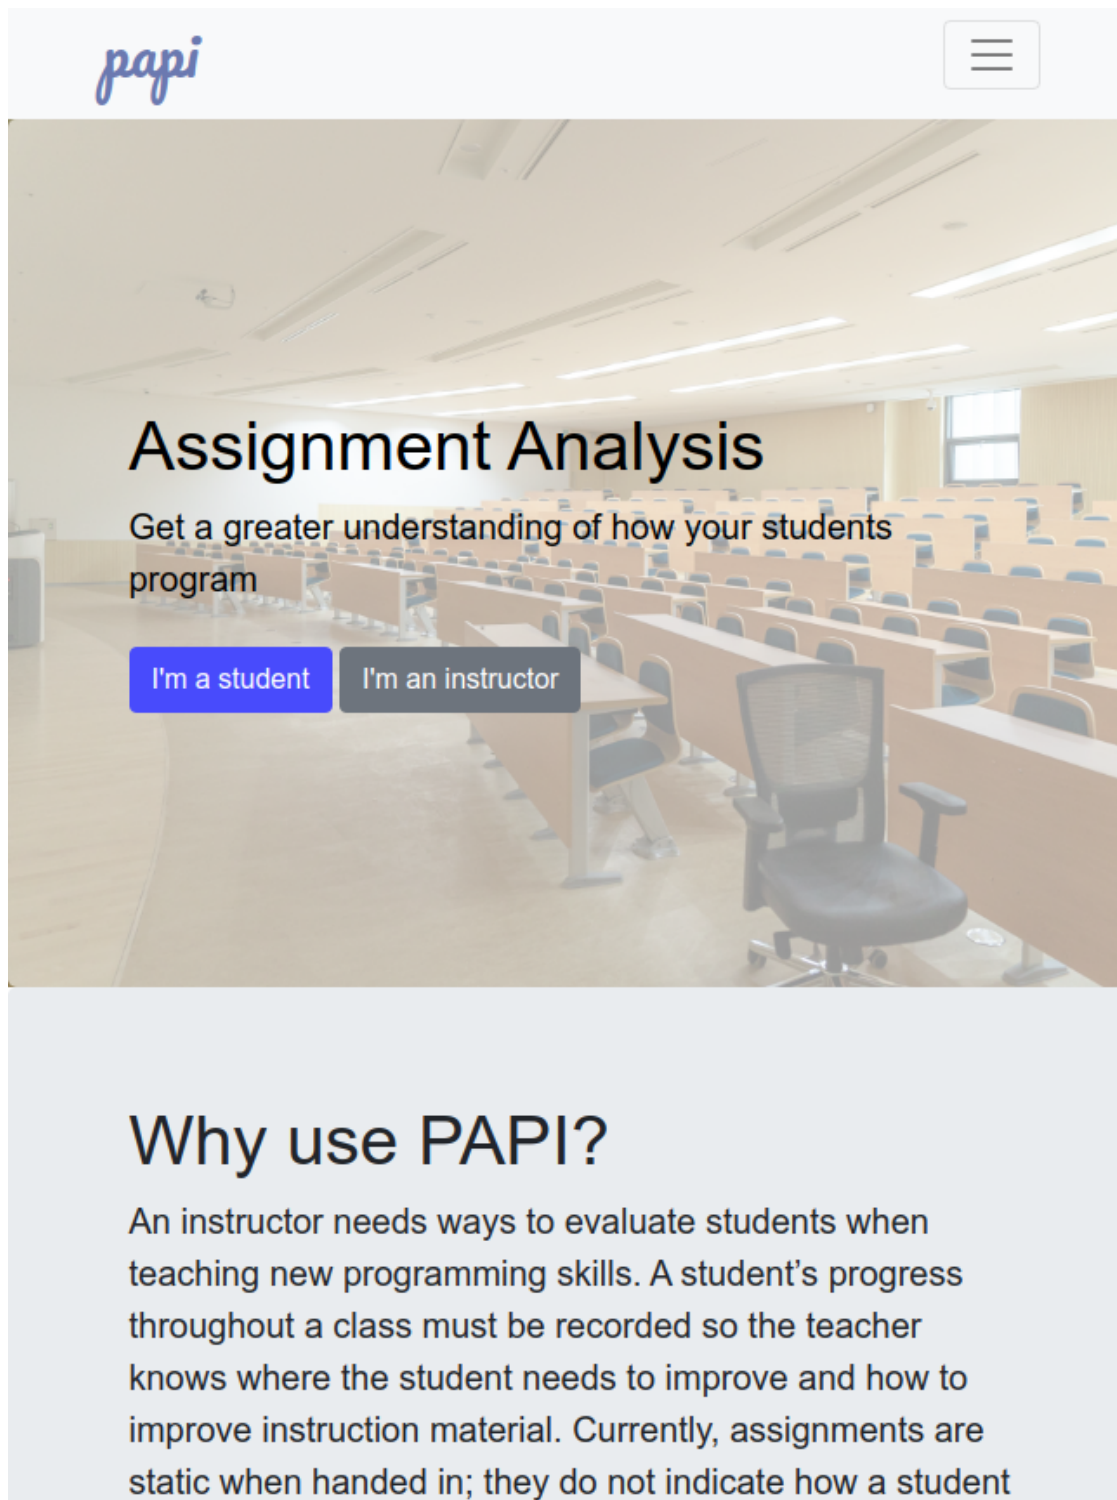 papi
Assignment Analysis
Get a greater understanding of how your students
program
I'm a student I'm an instructor
Why use PAPI?
An instructor needs ways to evaluate students when
teaching new programming skills. A student’s progress
throughout a class must be recorded so the teacher
knows where the student needs to improve and how to
improve instruction material. Currently, assignments are
static when handed in; they do not indicate how a student